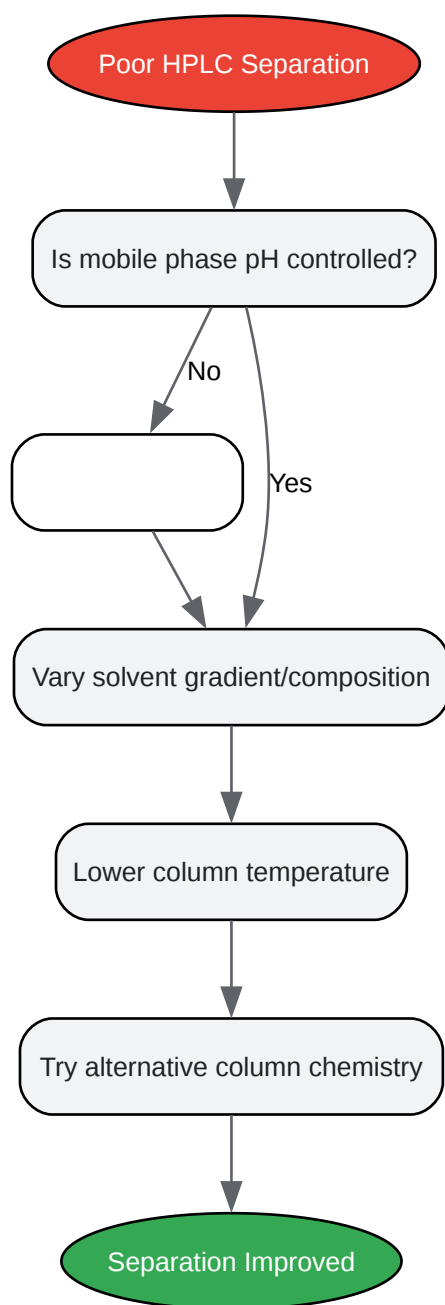 Poor HPLC Separation
Is mobile phase pH controlled?
No
Yes
Vary solvent gradient/composition
Lower column temperature
Try alternative column chemistry
Separation Improved